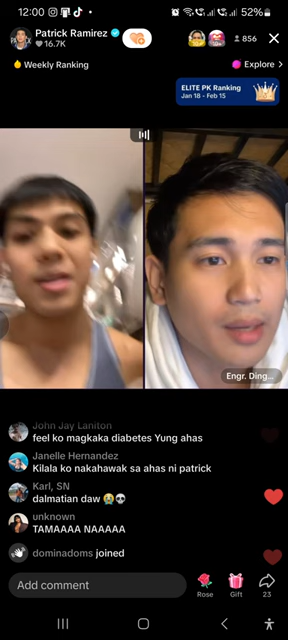 12:00
52%
Patrick Ramirez
16.7K
856
Weekly Ranking
Explore >
ELITE PK Ranking
Jan 18 - Feb 15
Engr. Ding...
John Jay Laniton
feel ko magkaka diabetes Yung ahas
Janelle Hernandez
Kilala ko nakahawak sa ahas ni patrick
Karl, SN
dalmatian daw 😭💀
unknown
TAMAAAA NAAAAA
dominadoms joined
Add comment
Rose
Gift
23